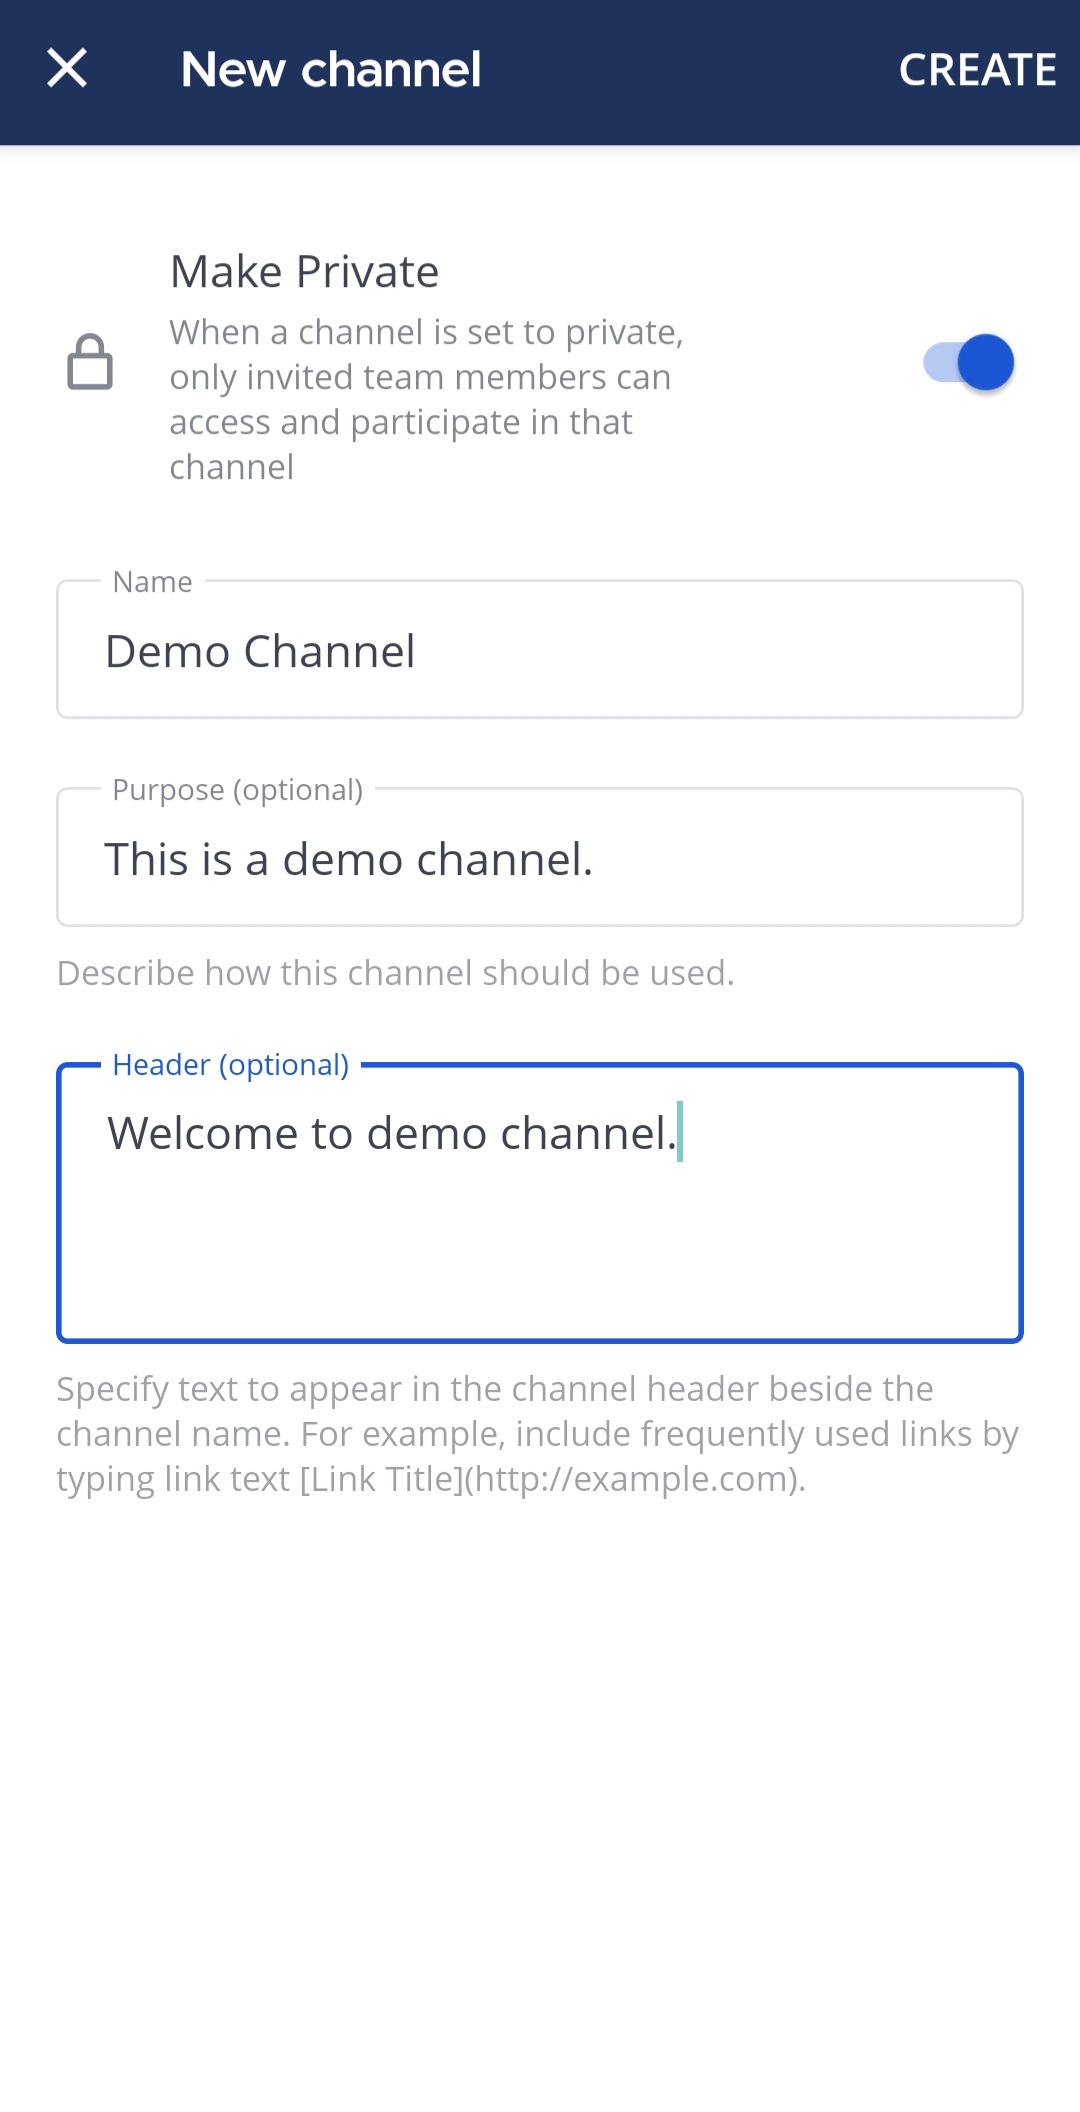 New channel
CREATE
Make Private
When a channel is set to private,
only invited team members can
access and participate in that
channel
Name
Demo Channel
Purpose (optional)
This is a demo channel.
Describe how this channel should be used.
Header (optional)
Welcome to demo channel.
Specify text to appear in the channel header beside the
channel name. For example, include frequently used links by
typing link text [Link Title](http://example.com).